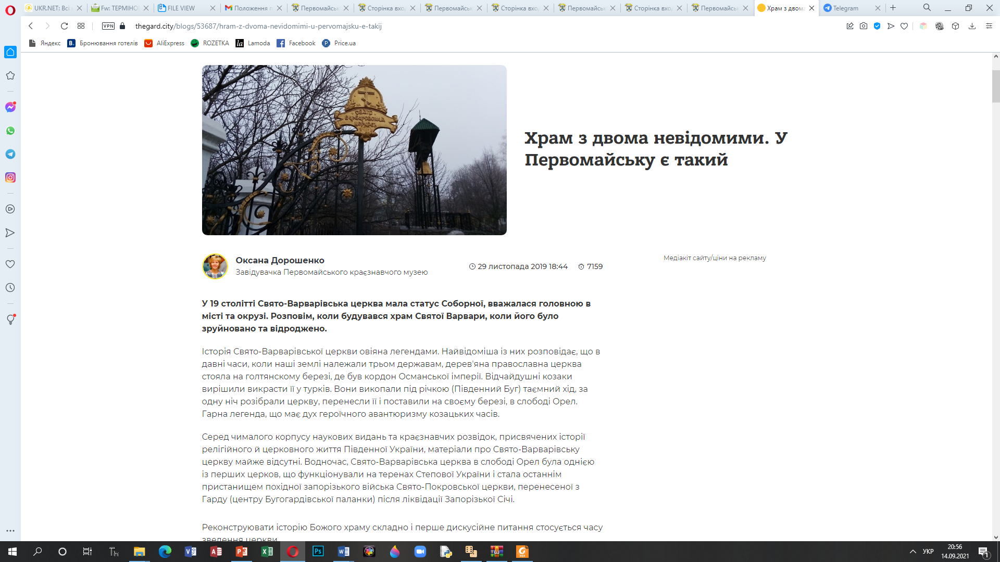 UKR.NET: Всі
Fw: ТЕРМІНО
FILE VIEW
Положення п
Первомайськ
Сторінка вхо
Первомайськ
Сторінка вхо
Первомайськ
Сторінка вхо
Первомайськ
Храм з двома
Telegram
VPN
thegard.city/blogs/53687/hram-z-dvoma-nevidomimi-u-pervomajsku-e-takij
Яндекс
B.
Бронювання готелів
AliExpress
ROZETKA
la
Lamoda
Facebook
P
Price.ua
СВЯТО
ВАРВАРОВСКАЯ
ЦЕРКОВЬ
Храм з двома невідомими. У
Первомайську є такий
Оксана Дорошенко
Завідувачка Первомайського краєзнавчого музею
29 листопада 2019 18:44
7159
Медіакіт сайту/ціни на рекламу
У 19 столітті Свято-Варварівська церква мала статус Соборної, вважалася головною в
місті та окрузі. Розповім, коли будувався храм Святої Варвари, коли його було
зруйновано та відроджено.
Історія Свято-Варварівської церкви овіяна легендами. Найвідоміша із них розповідає, що в
давні часи, коли наші землі належали трьом державам, дерев'яна православна церква
стояла на голтянскому березі, де був кордон Османської імперії. Відчайдушні козаки
вирішили викрасти її у турків. Вони викопали під річкою (Південний Буг) таємний хід, за
одну ніч розібрали церкву, перенесли її і поставили на своєму березі, в слободі Орел.
Гарна легенда, що має дух героїчного авантюризму козацьких часів.
Серед чималого корпусу наукових видань та краєзнавчих розвідок, присвячених історії
релігійного й церковного життя Південної України, матеріали про Свято-Варварівську
церкву майже відсутні. Водночас, Свято-Варварівська церква в слободі Орел була однією
із перших церков, що функціонували на теренах Степової України і стала останнім
пристанищем похідної запорізького війська Свято-Покровської церкви, перенесеної з
Гарду (центру Бугогардівської паланки) після ліквідації Запорізької Січі.
Реконструювати історію Божого храму складно і перше дискусійне питання стосується часу
зведення церкви.
Ps
УКР
20:56
14.09.2021
1